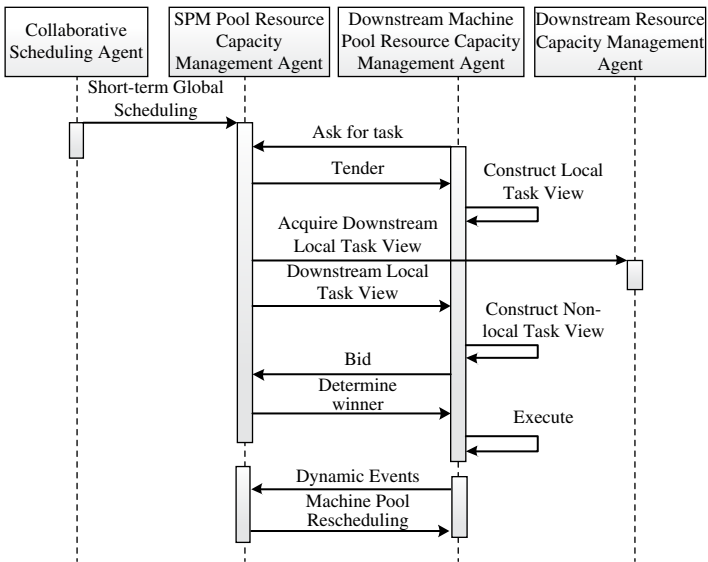 Collaborative
Scheduling Agent
SPM Pool Resource
Capacity
Management Agent
Downstream Machine
Pool Resource Capacity
Management Agent
Downstream Resource
Capacity Management
Agent
Short-term Global
Scheduling
Ask for task
Tender
Construct Local
Task View
Acquire Downstream
Local Task View
Downstream Local
Task View
Construct Non-
local Task View
Bid
Determine
winner
Execute
Dynamic Events
Machine Pool
Rescheduling